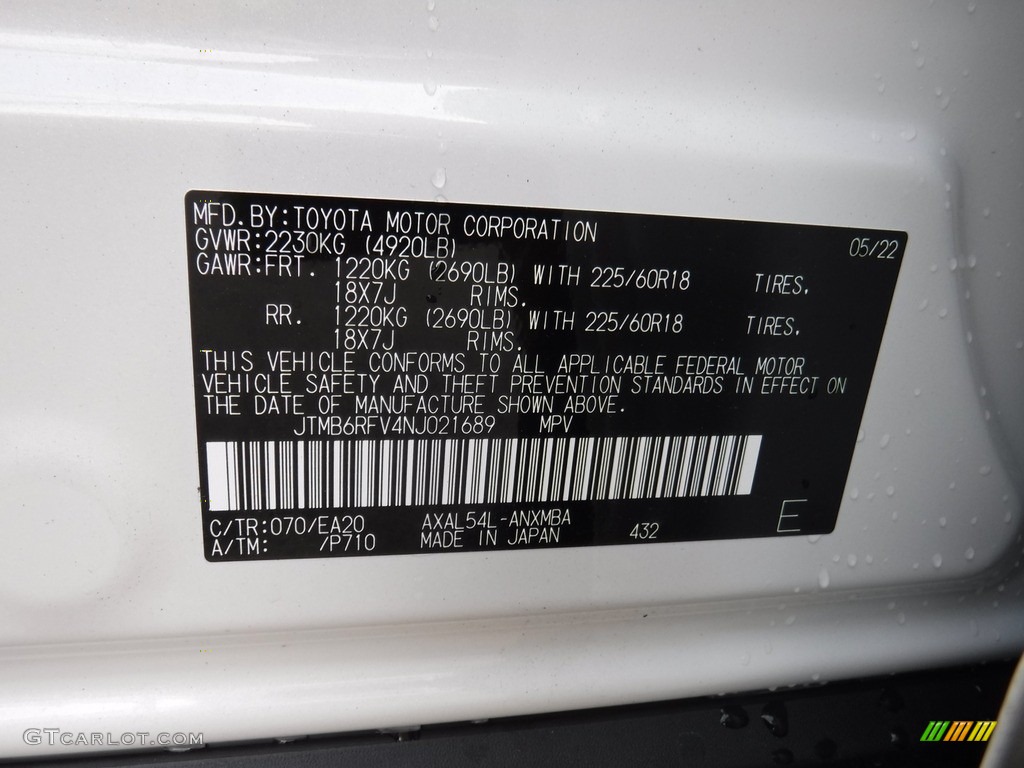 MFD.BY:TOYOTA MOTOR CORPORATION 05/22
GVWR:2230KG (4920LB)
GAWR:FRT. 1220KG (2690LB) WITH 225/60R18 TIRES.
18X7J RIMS.
RR. 1220KG (2690LB) WITH 225/60R18 TIRES.
18X7J RIMS.
THIS VEHICLE CONFORMS TO ALL APPLICABLE FEDERAL MOTOR
VEHICLE SAFETY AND THEFT PREVENTION STANDARDS IN EFFECT ON
THE DATE OF MANUFACTURE SHOWN ABOVE.
JTMB6RFV4NJ021689 MPV
C/TR:070/EA20 AXAL54L-ANXMBA 432 E
A/TM: /P710 MADE IN JAPAN
GTCARLOT.COM